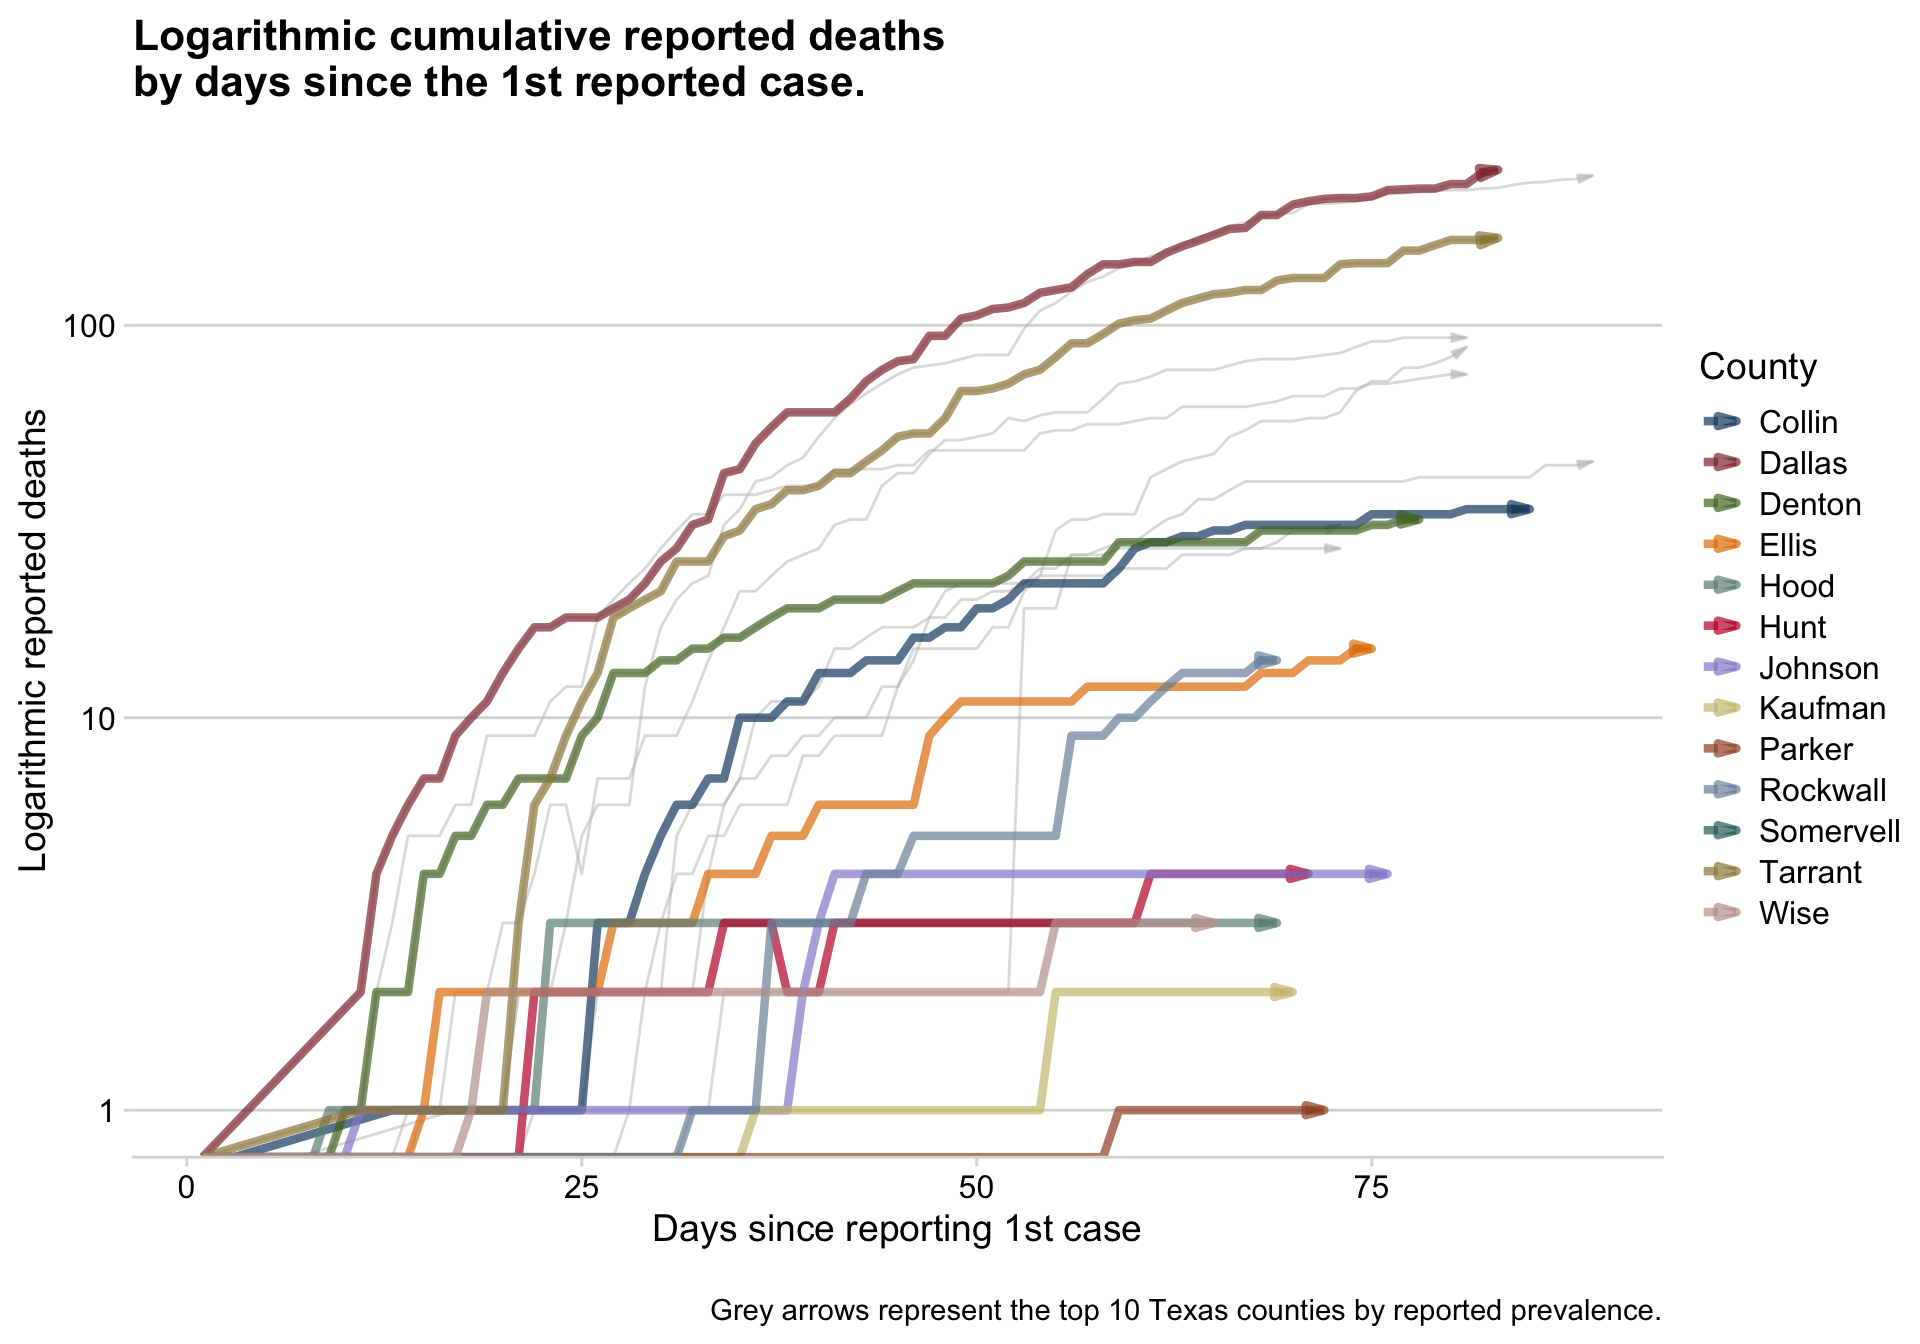 Logarithmic cumulative reported deaths
by days since the 1st reported case.
Logarithmic reported deaths
100
10
1
0
25
50
75
Days since reporting 1st case
County
Collin
Dallas
Denton
Ellis
Hood
Hunt
Johnson
Kaufman
Parker
Rockwall
Somervell
Tarrant
Wise
Grey arrows represent the top 10 Texas counties by reported prevalence.